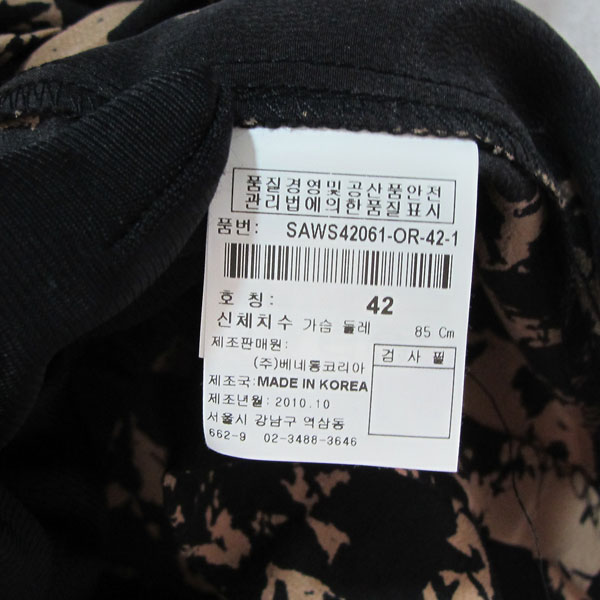 품질경영및공산품안전
관리법에의한품질표시
품번: SAWS42061-OR-42-1
호 칭: 42
신체치수 가슴 둘레 85 Cm
제조판매원:
(주)베네통코리아
검 사 필
제조국:MADE IN KOREA
제조년월: 2010.10
서울시 강남구 역삼동
662-9 02-3488-3646